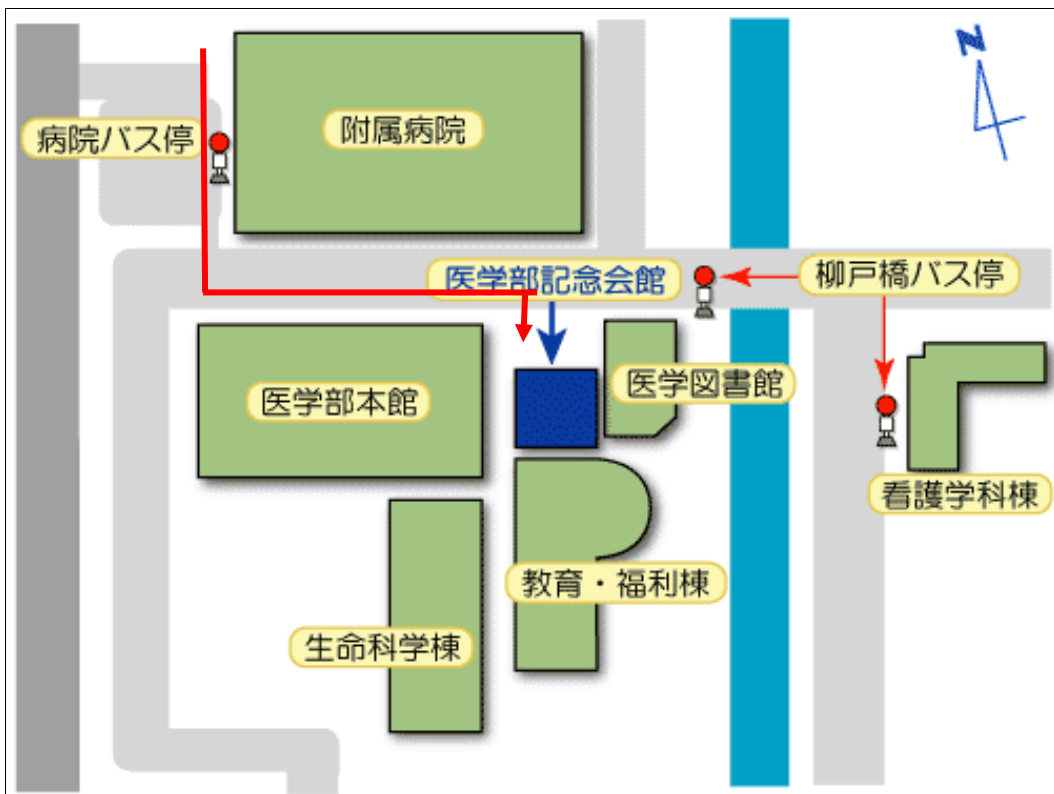 N
附属病院
病院バス停
医学部記念会館
柳戸橋バス停
医学部本館
医学図書館
看護学科棟
教育・福利棟
生命科学棟